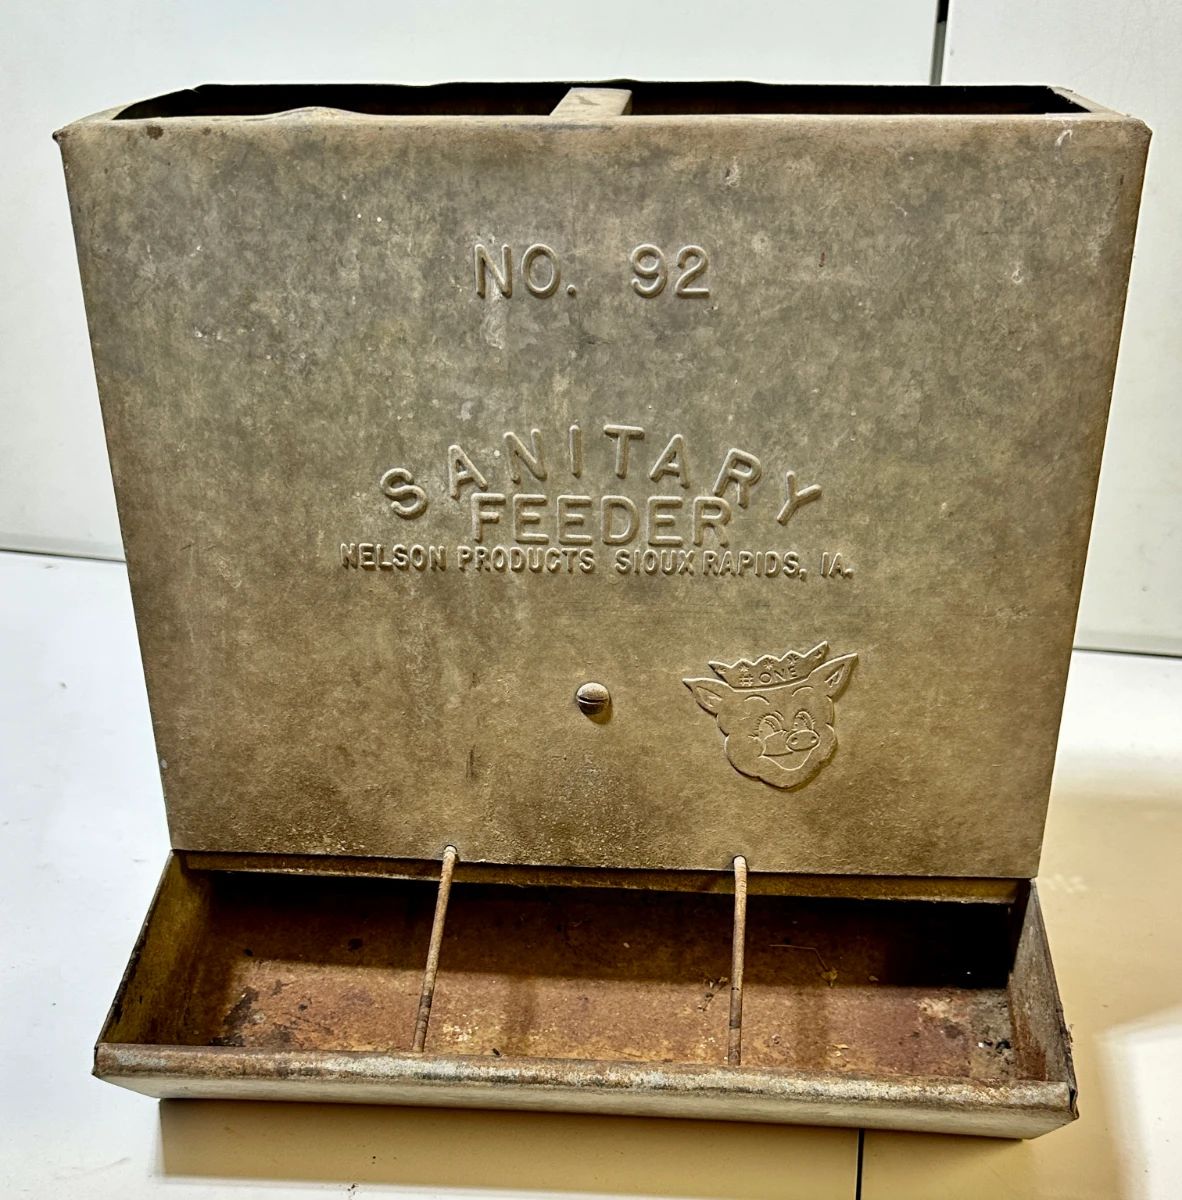 NO. 92
SANITARY
FEEDER
NELSON PRODUCTS SIOUX RAPIDS, IA.
# ONE